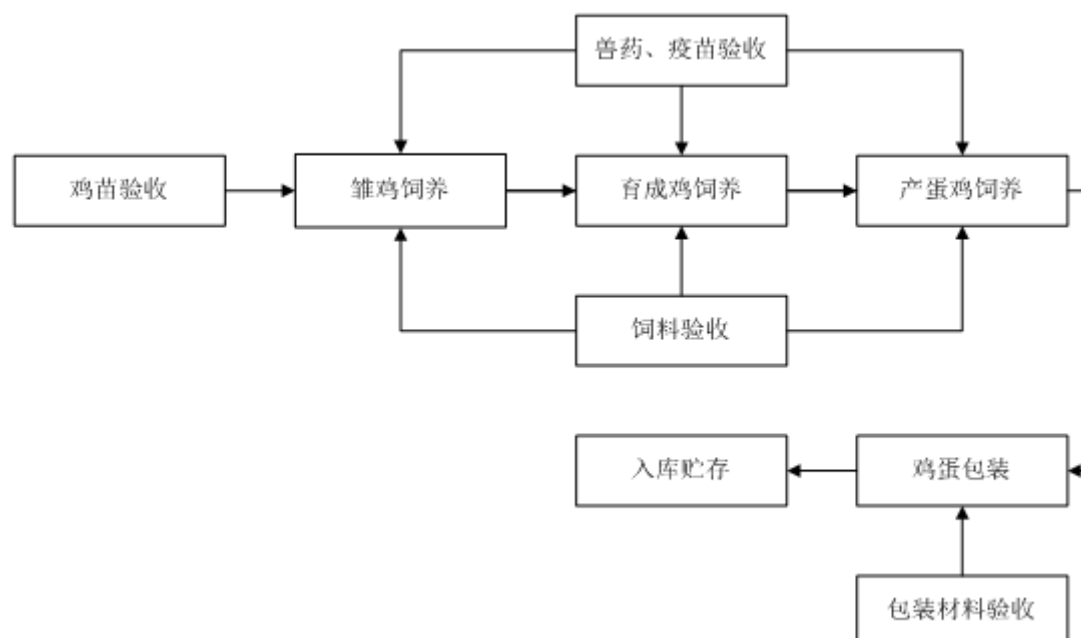 兽药、疫苗验收
鸡苗验收
雏鸡饲养
育成鸡饲养
产蛋鸡饲养
饲料验收
入库贮存
鸡蛋包装
包装材料验收